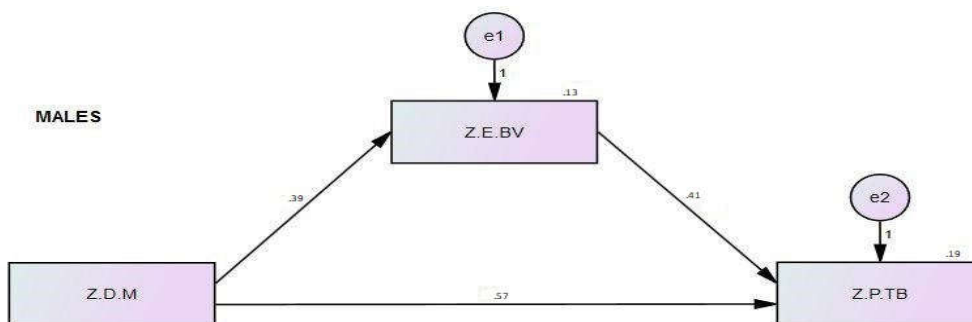 e1
1
.13
MALES
Z.E.BV
.39
.41
e2
1
.19
Z.D.M
.57
Z.P.TB